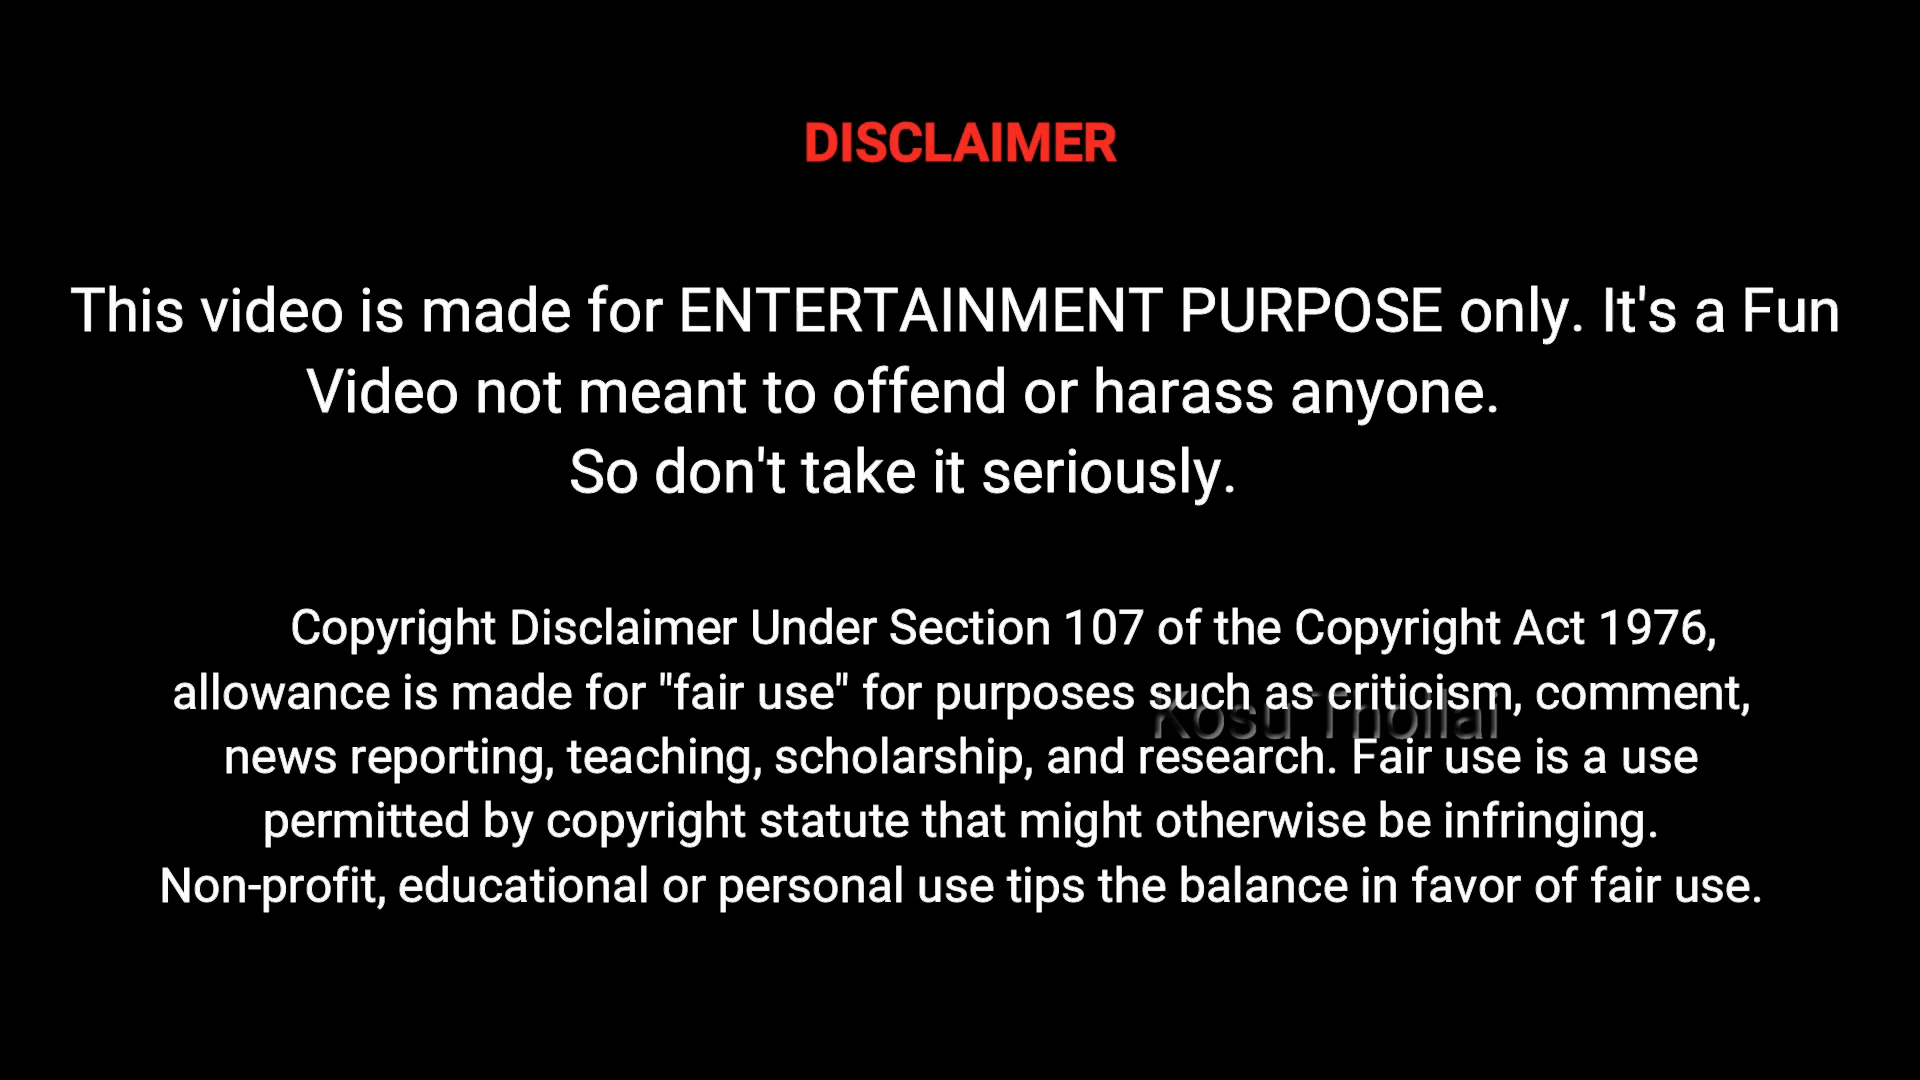 DISCLAIMER
This video is made for ENTERTAINMENT PURPOSE only. It's a Fun
Video not meant to offend or harass anyone.
So don't take it seriously.
Copyright Disclaimer Under Section 107 of the Copyright Act 1976,
allowance is made for "fair use" for purposes such as criticism, comment,
Kosu Thoilai
news reporting, teaching, scholarship, and research. Fair use is a use
permitted by copyright statute that might otherwise be infringing.
Non-profit, educational or personal use tips the balance in favor of fair use.